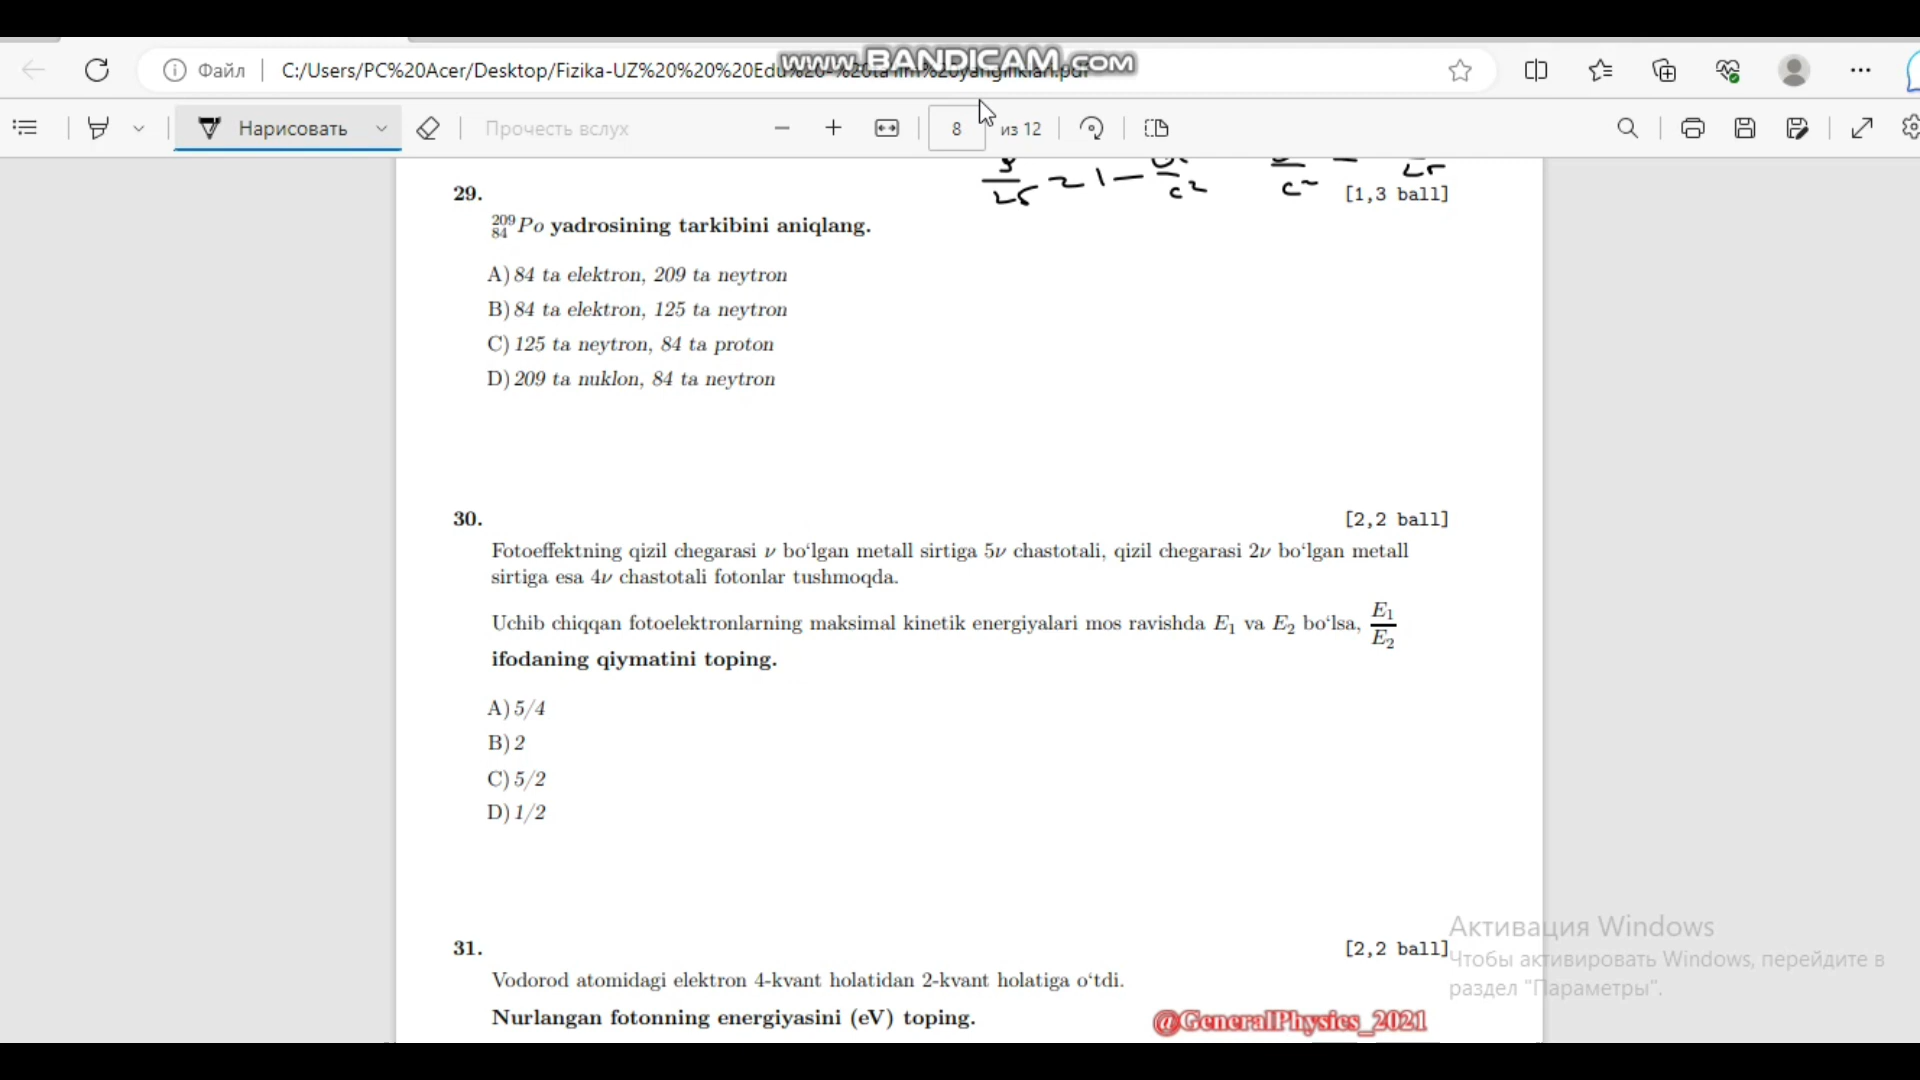 www.BANDICAM.com
Файл
C:/Users/PC%20Acer/Desktop/Fizika-UZ%20%20%20Edu%20-%20ta'lim%20yangiliklari.pdf
Нарисовать
Прочесть вслух
8
из 12
29.
[1,3 ball]
²⁰⁹₈₄Po yadrosining tarkibini aniqlang.
A) 84 ta elektron, 209 ta neytron
B) 84 ta elektron, 125 ta neytron
C) 125 ta neytron, 84 ta proton
D) 209 ta nuklon, 84 ta neytron
30.
[2,2 ball]
Fotoeffektning qizil chegarasi ν bo‘lgan metall sirtiga 5ν chastotali, qizil chegarasi 2ν bo‘lgan metall
sirtiga esa 4ν chastotali fotonlar tushmoqda.
Uchib chiqqan fotoelektronlarning maksimal kinetik energiyalari mos ravishda E₁ va E₂ bo‘lsa, E₁/E₂
ifodaning qiymatini toping.
A) 5/4
B) 2
C) 5/2
D) 1/2
31.
[2,2 ball]
Vodorod atomidagi elektron 4-kvant holatidan 2-kvant holatiga o‘tdi.
Nurlangan fotonning energiyasini (eV) toping.
Активация Windows
Чтобы активировать Windows, перейдите в
раздел "Параметры".
@GeneralPhysics_2021